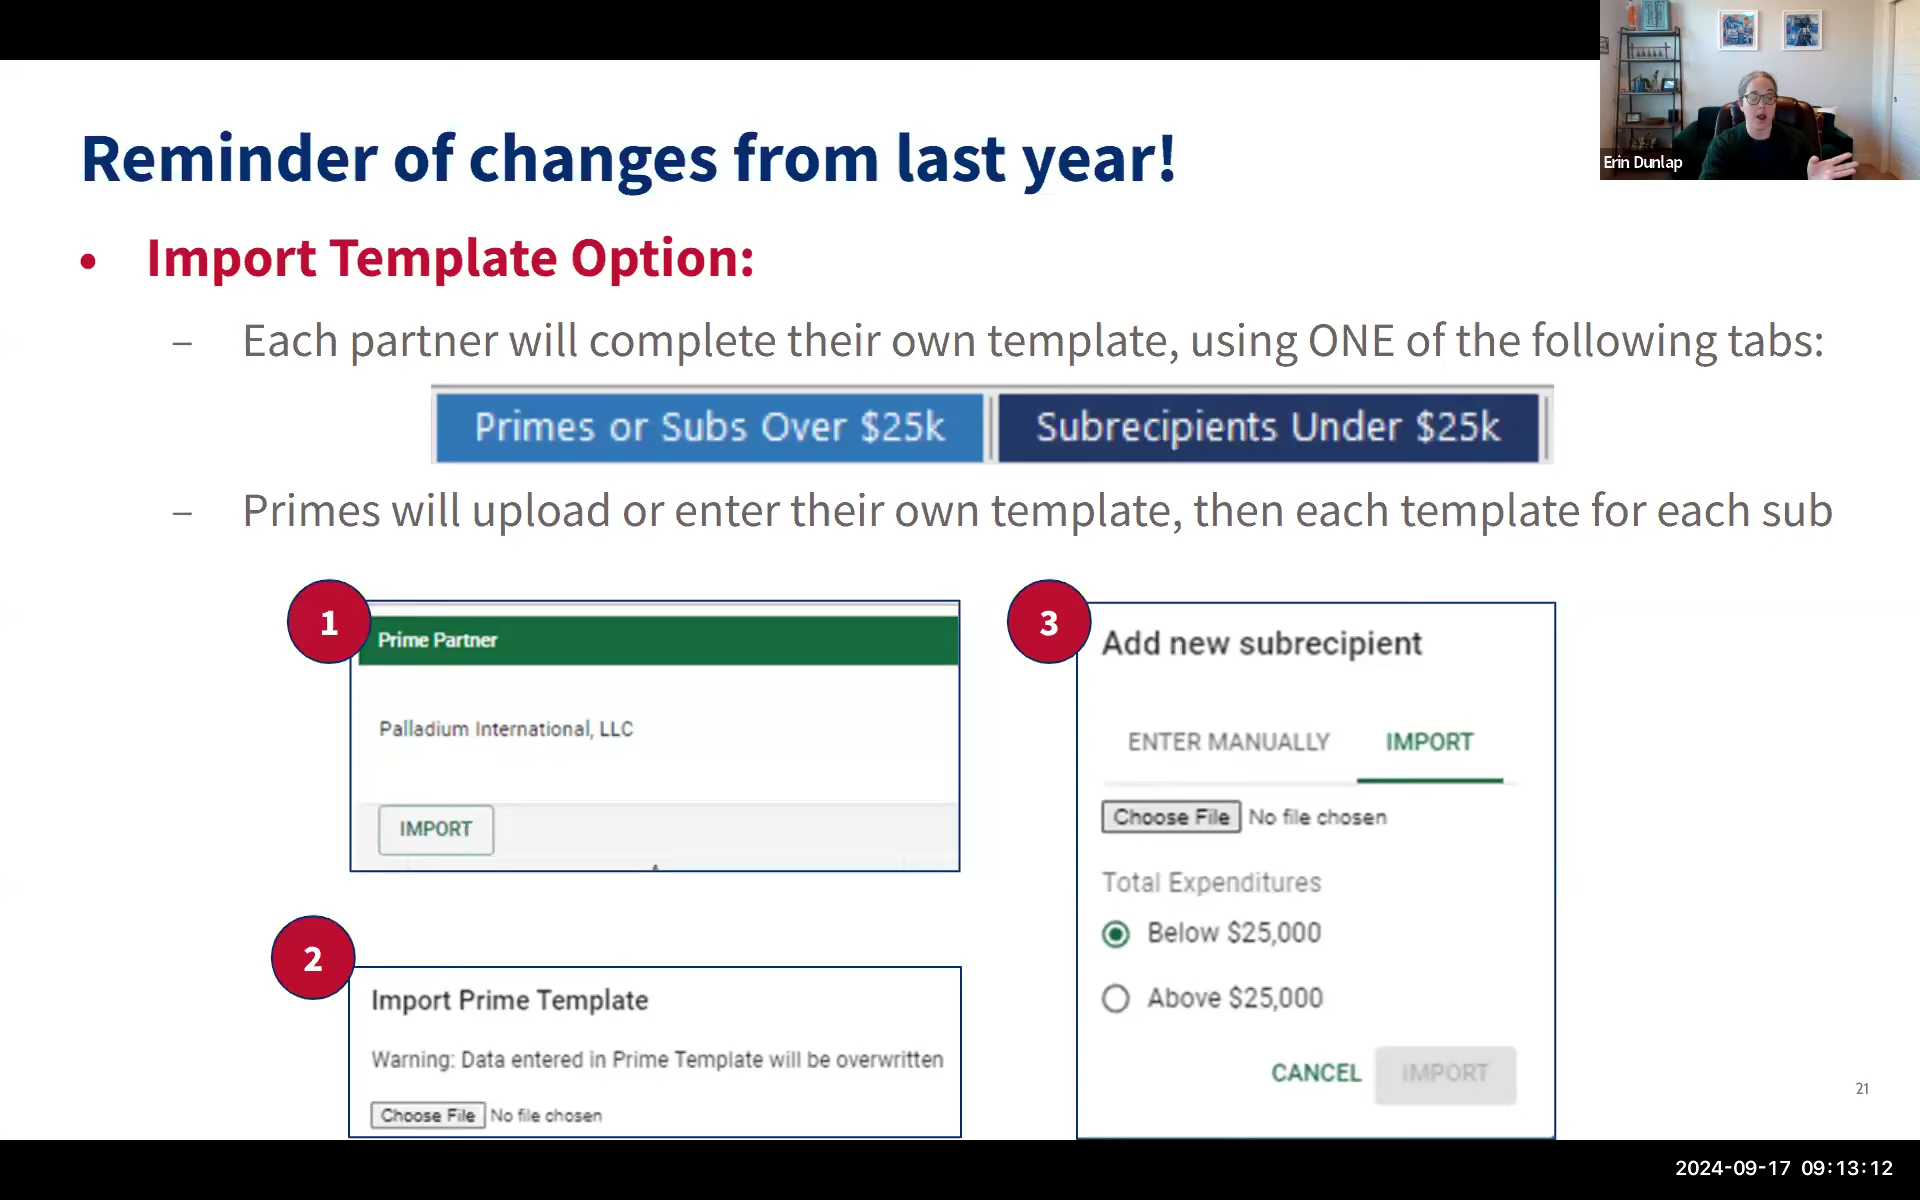 Erin Dunlap
Reminder of changes from last year!
• Import Template Option:
– Each partner will complete their own template, using ONE of the following tabs:
Primes or Subs Over $25k
Subrecipients Under $25k
– Primes will upload or enter their own template, then each template for each sub
1
Prime Partner
Palladium International, LLC
IMPORT
2
Import Prime Template
Warning: Data entered in Prime Template will be overwritten
Choose File No file chosen
3
Add new subrecipient
ENTER MANUALLY IMPORT
Choose File No file chosen
Total Expenditures
Below $25,000
Above $25,000
CANCEL IMPORT
21
2024-09-17 09:13:12